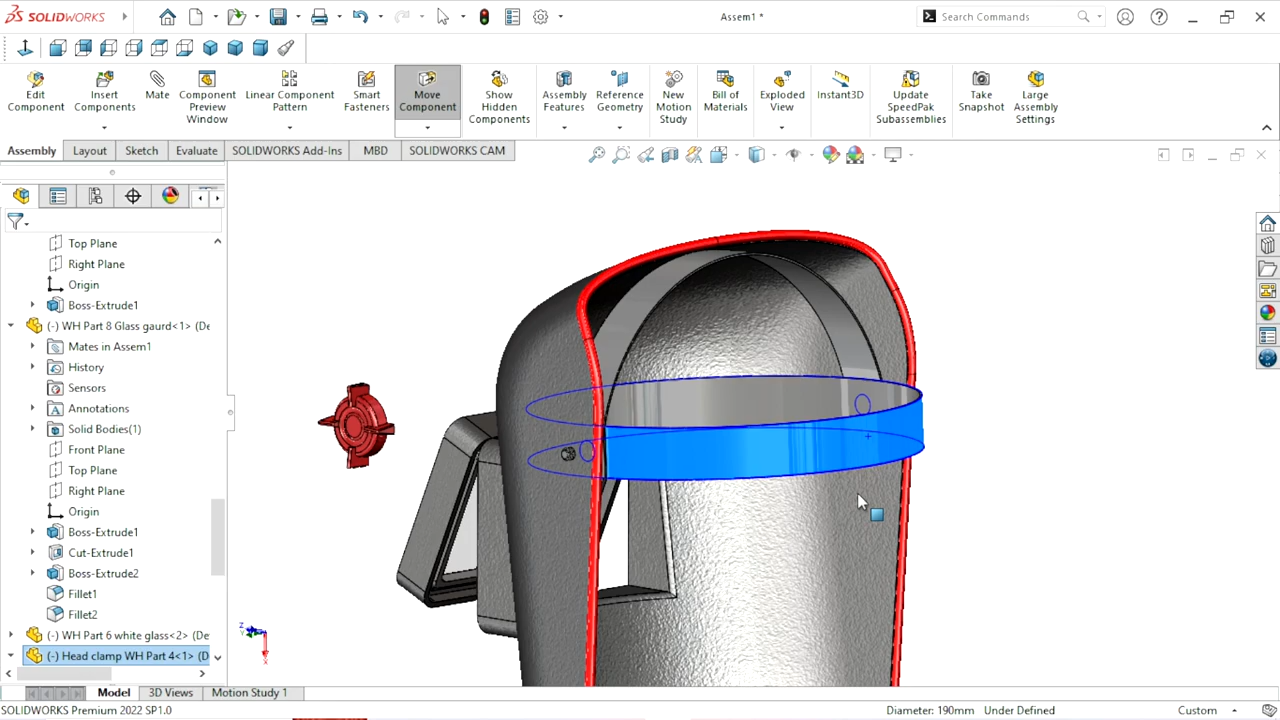 SOLIDWORKS
Assem1 *
Search Commands
Edit Component
Insert Components
Mate
Component Preview Window
Linear Component Pattern
Smart Fasteners
Move Component
Show Hidden Components
Assembly Features
Reference Geometry
New Motion Study
Bill of Materials
Exploded View
Instant3D
Update SpeedPak Subassemblies
Take Snapshot
Large Assembly Settings
Assembly
Layout
Sketch
Evaluate
SOLIDWORKS Add-Ins
MBD
SOLIDWORKS CAM
Top Plane
Right Plane
Origin
Boss-Extrude1
(-) WH Part 8 Glass gaurd<1> (De
Mates in Assem1
History
Sensors
Annotations
Solid Bodies(1)
Front Plane
Top Plane
Right Plane
Origin
Boss-Extrude1
Cut-Extrude1
Boss-Extrude2
Fillet1
Fillet2
(-) WH Part 6 white glass<2> (De
(-) Head clamp WH Part 4<1> (D
Model
3D Views
Motion Study 1
SOLIDWORKS Premium 2022 SP1.0
Diameter: 190mm
Under Defined
Custom